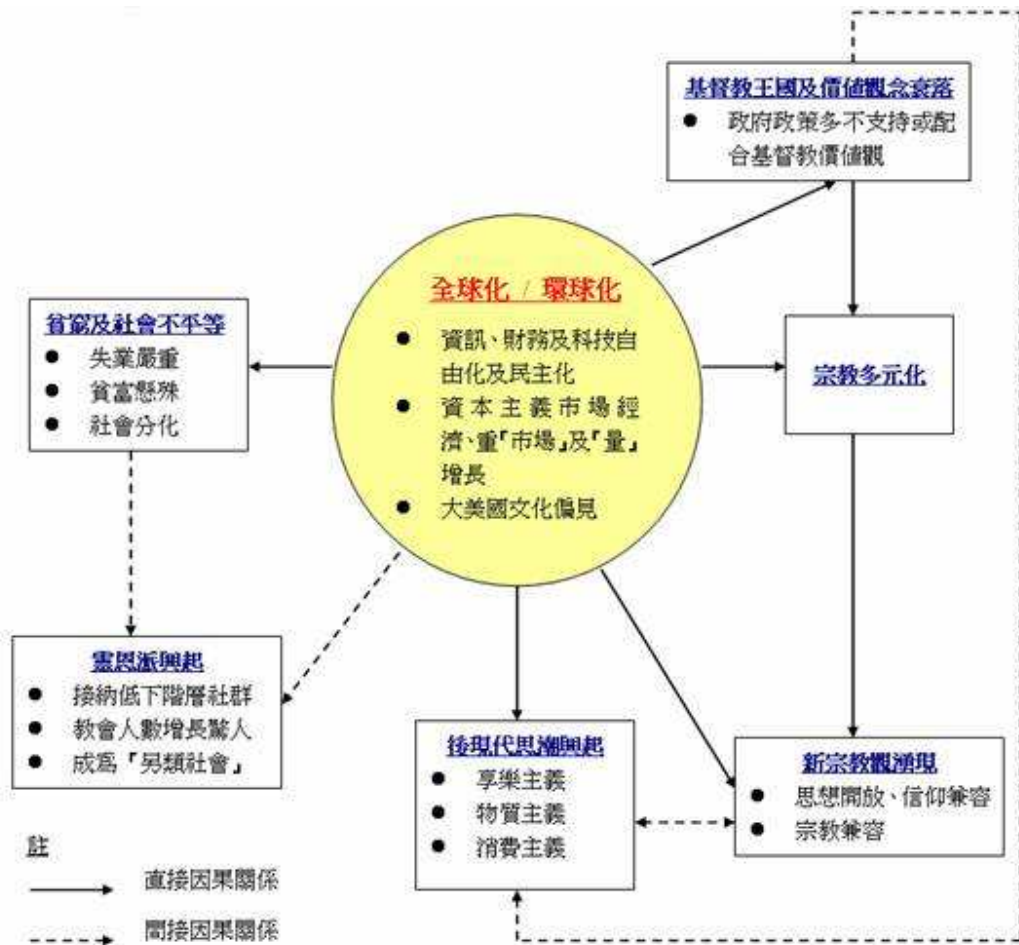 基督教王國及價值觀念衰落
● 政府政策多不支持或配
合基督教價值觀
全球化 / 環球化
● 資訊、財務及科技自
由化及民主化
● 資本主義市場經
濟、重「市場」及「量」
增長
● 大美國文化偏見
貧窮及社會不平等
● 失業嚴重
● 貧富懸殊
● 社會分化
宗教多元化
靈恩派興起
● 接納低下階層社群
● 教會人數增長驚人
● 成為「另類社會」
後現代思潮興起
● 享樂主義
● 物質主義
● 消費主義
新宗教觀湧現
● 思想開放、信仰兼容
● 宗教兼容
註
直接因果關係
間接因果關係